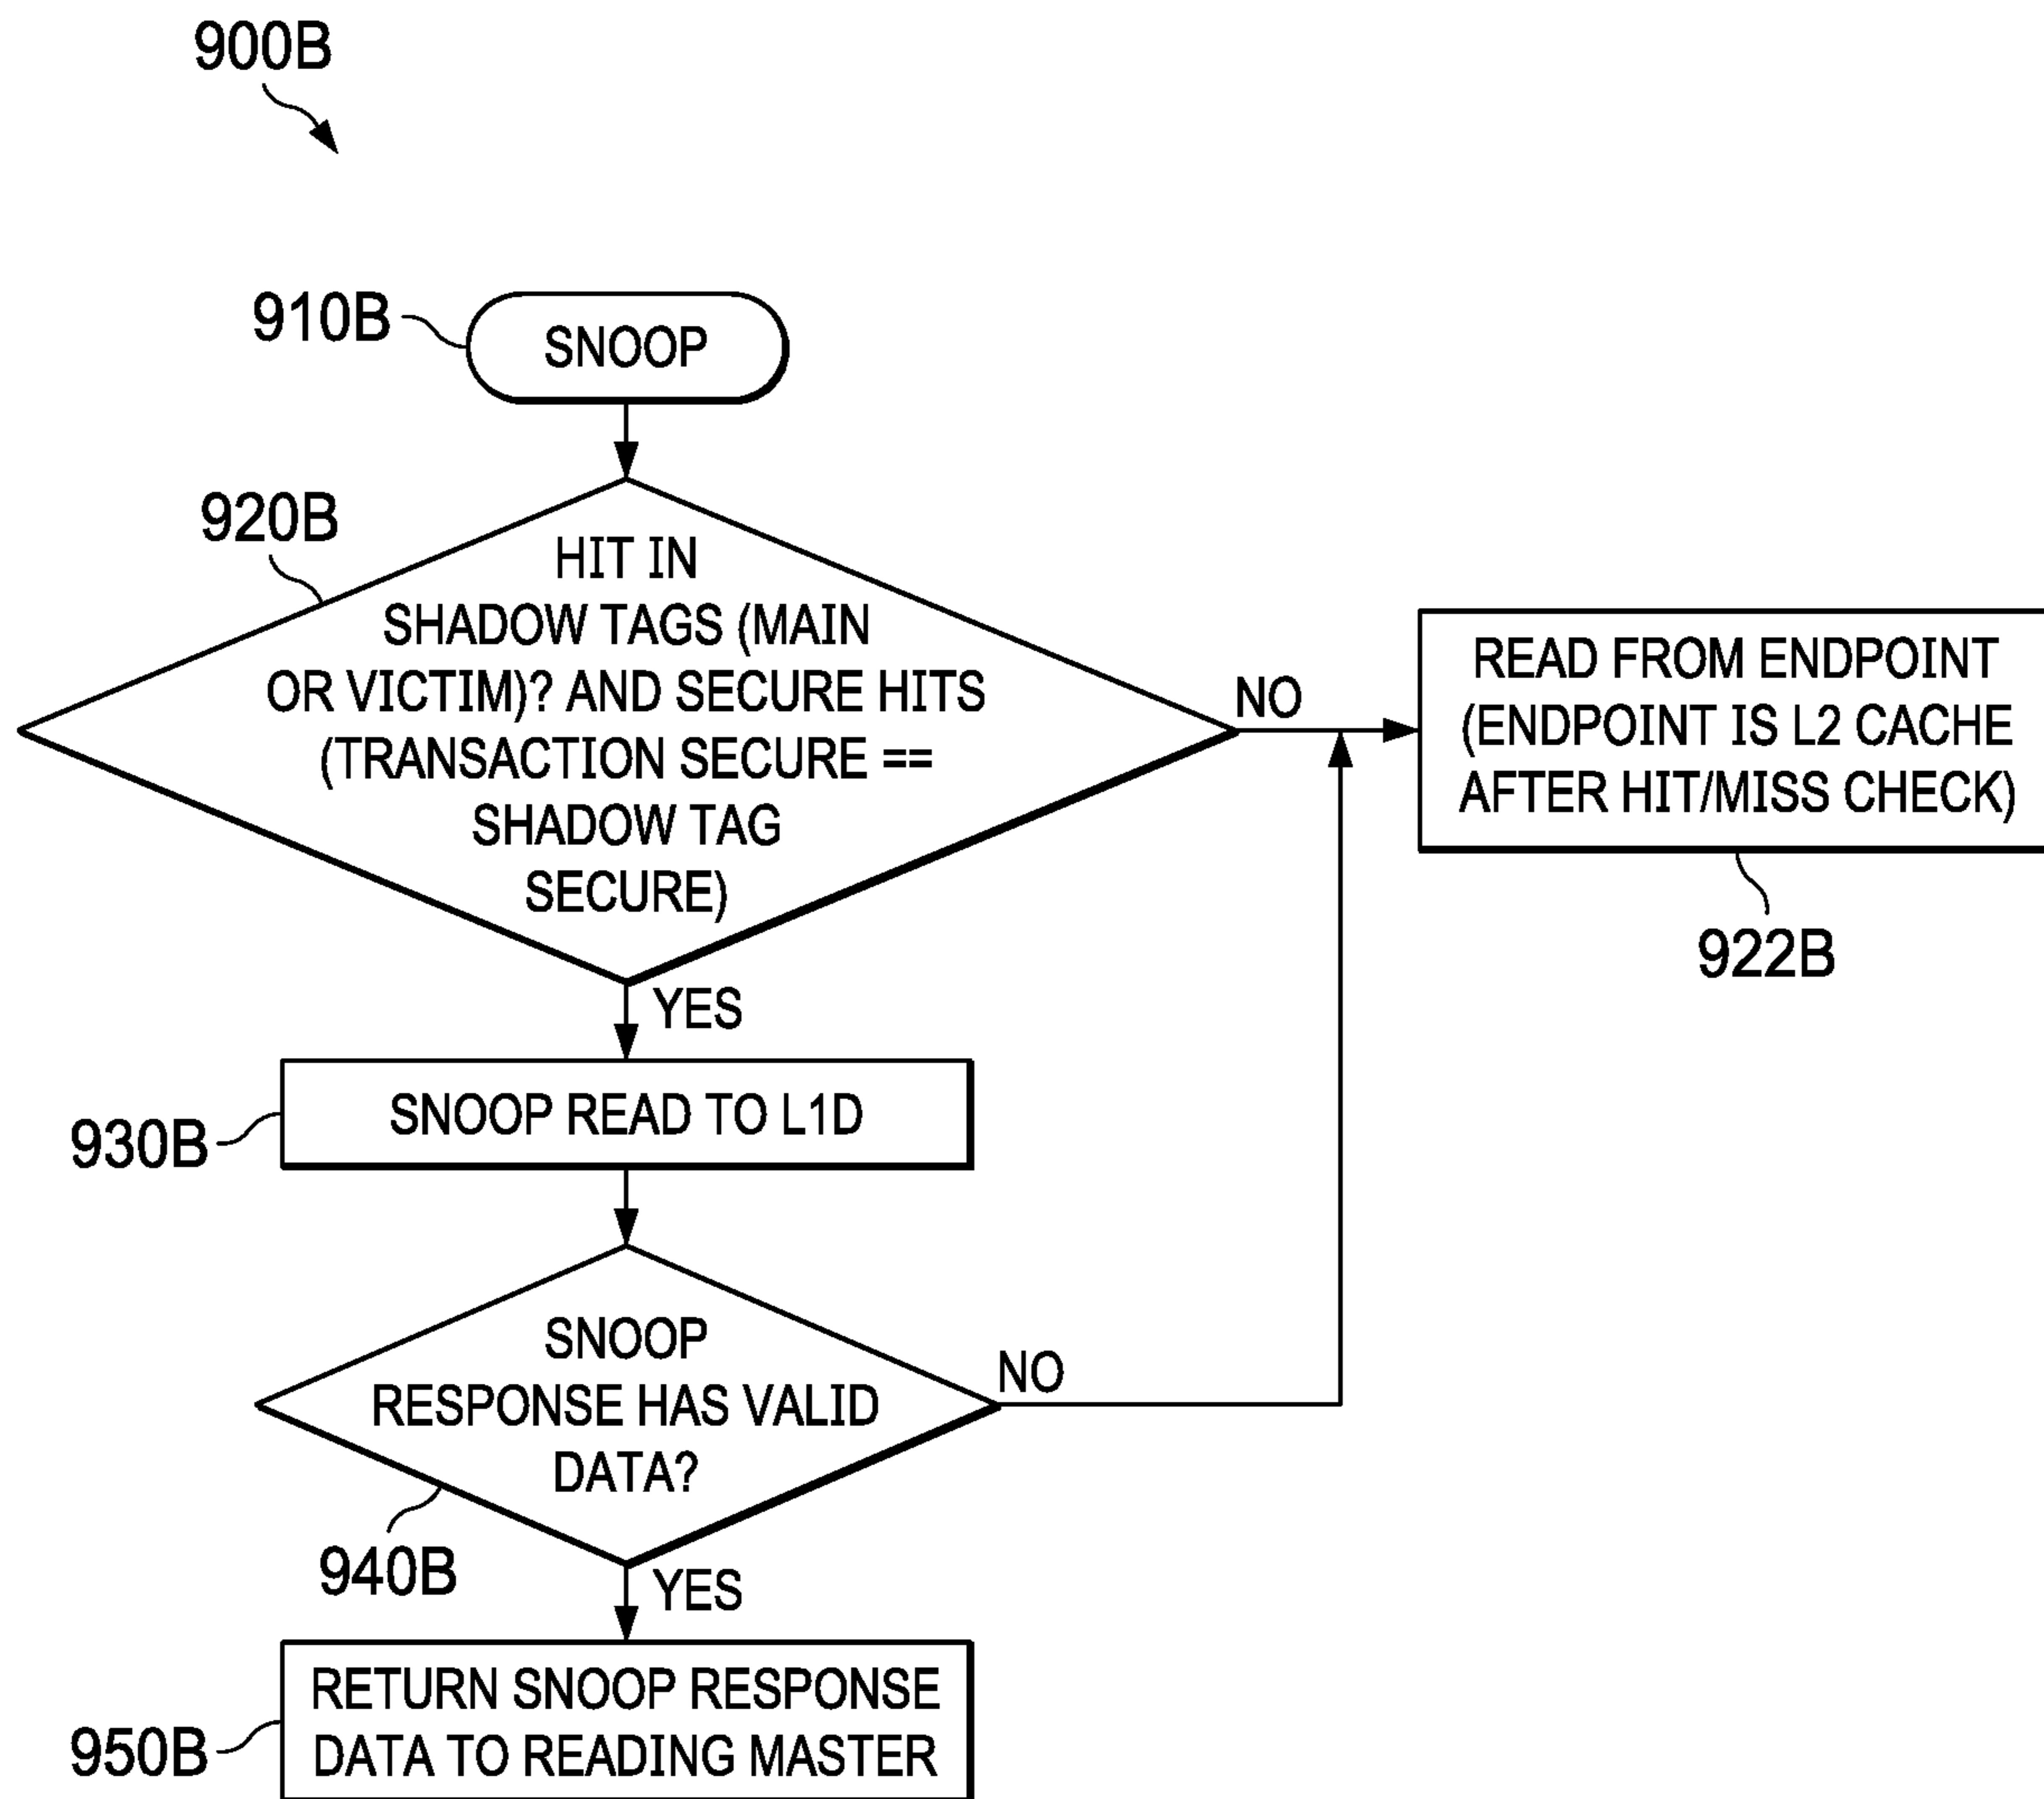 900B
910B
SNOOP
920B
HIT IN
SHADOW TAGS (MAIN
OR VICTIM)? AND SECURE HITS
(TRANSACTION SECURE ==
SHADOW TAG
SECURE)
NO
READ FROM ENDPOINT
(ENDPOINT IS L2 CACHE
AFTER HIT/MISS CHECK)
922B
YES
930B
SNOOP READ TO L1D
SNOOP
RESPONSE HAS VALID
DATA?
NO
940B
YES
950B
RETURN SNOOP RESPONSE
DATA TO READING MASTER